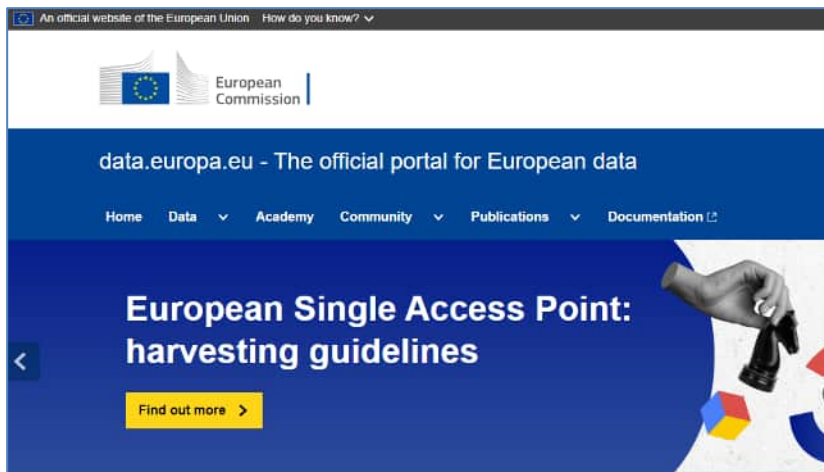 An official website of the European Union How do you know?
European
Commission
data.europa.eu - The official portal for European data
Home Data Academy Community Publications Documentation
European Single Access Point:
harvesting guidelines
Find out more